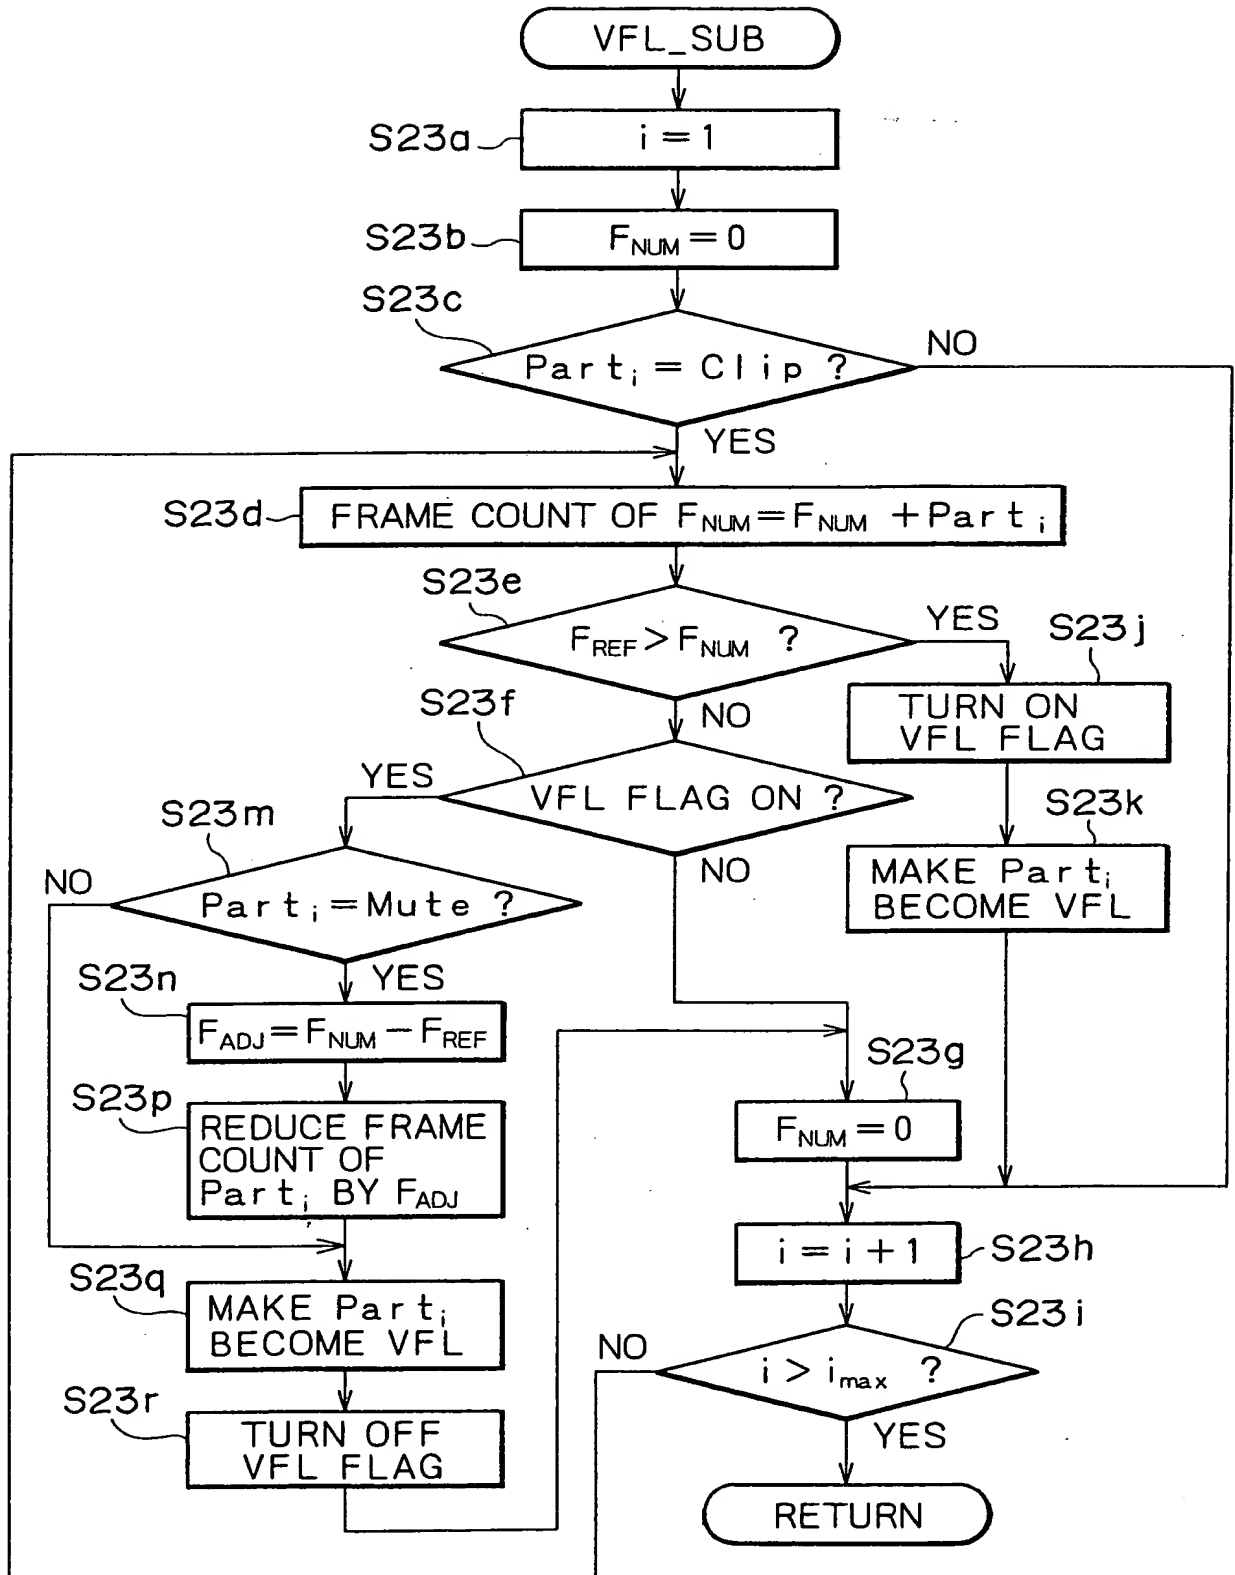 VFL_SUB
S23a
i = 1
S23b
F_NUM = 0
S23c
Part_i = Clip ?
NO
YES
S23d
FRAME COUNT OF F_NUM = F_NUM + Part_i
S23e
F_REF > F_NUM ?
YES
S23j
TURN ON
VFL FLAG
NO
S23f
VFL FLAG ON ?
YES
NO
S23k
MAKE Part_i
BECOME VFL
S23m
Part_i = Mute ?
NO
YES
S23n
F_ADJ = F_NUM − F_REF
S23p
REDUCE FRAME
COUNT OF
Part_i BY F_ADJ
S23g
F_NUM = 0
S23h
i = i + 1
S23q
MAKE Part_i
BECOME VFL
S23i
i > i_max ?
NO
YES
S23r
TURN OFF
VFL FLAG
RETURN